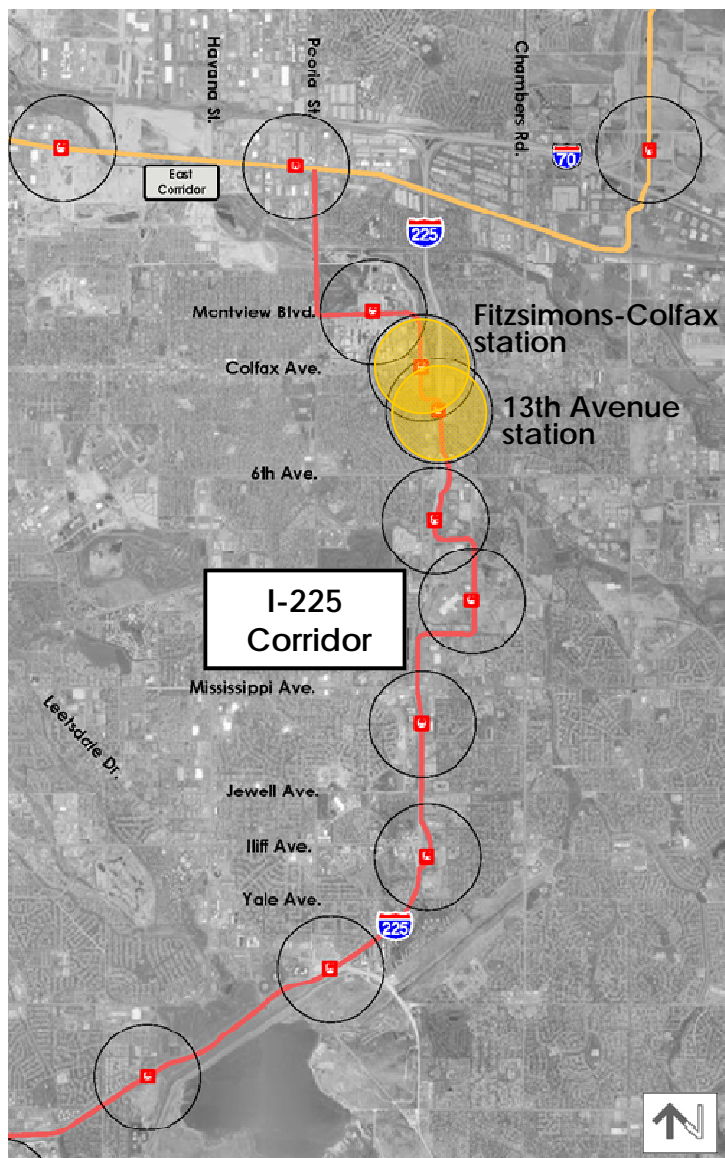 Havana St.
Peoria St.
Chambers Rd.
70
East
Corridor
225
Montview Blvd.
Fitzsimons-Colfax
station
Colfax Ave.
13th Avenue
station
6th Ave.
I-225
Corridor
Mississippi Ave.
Leetsdale Dr.
Jewell Ave.
Iliff Ave.
Yale Ave.
225
N